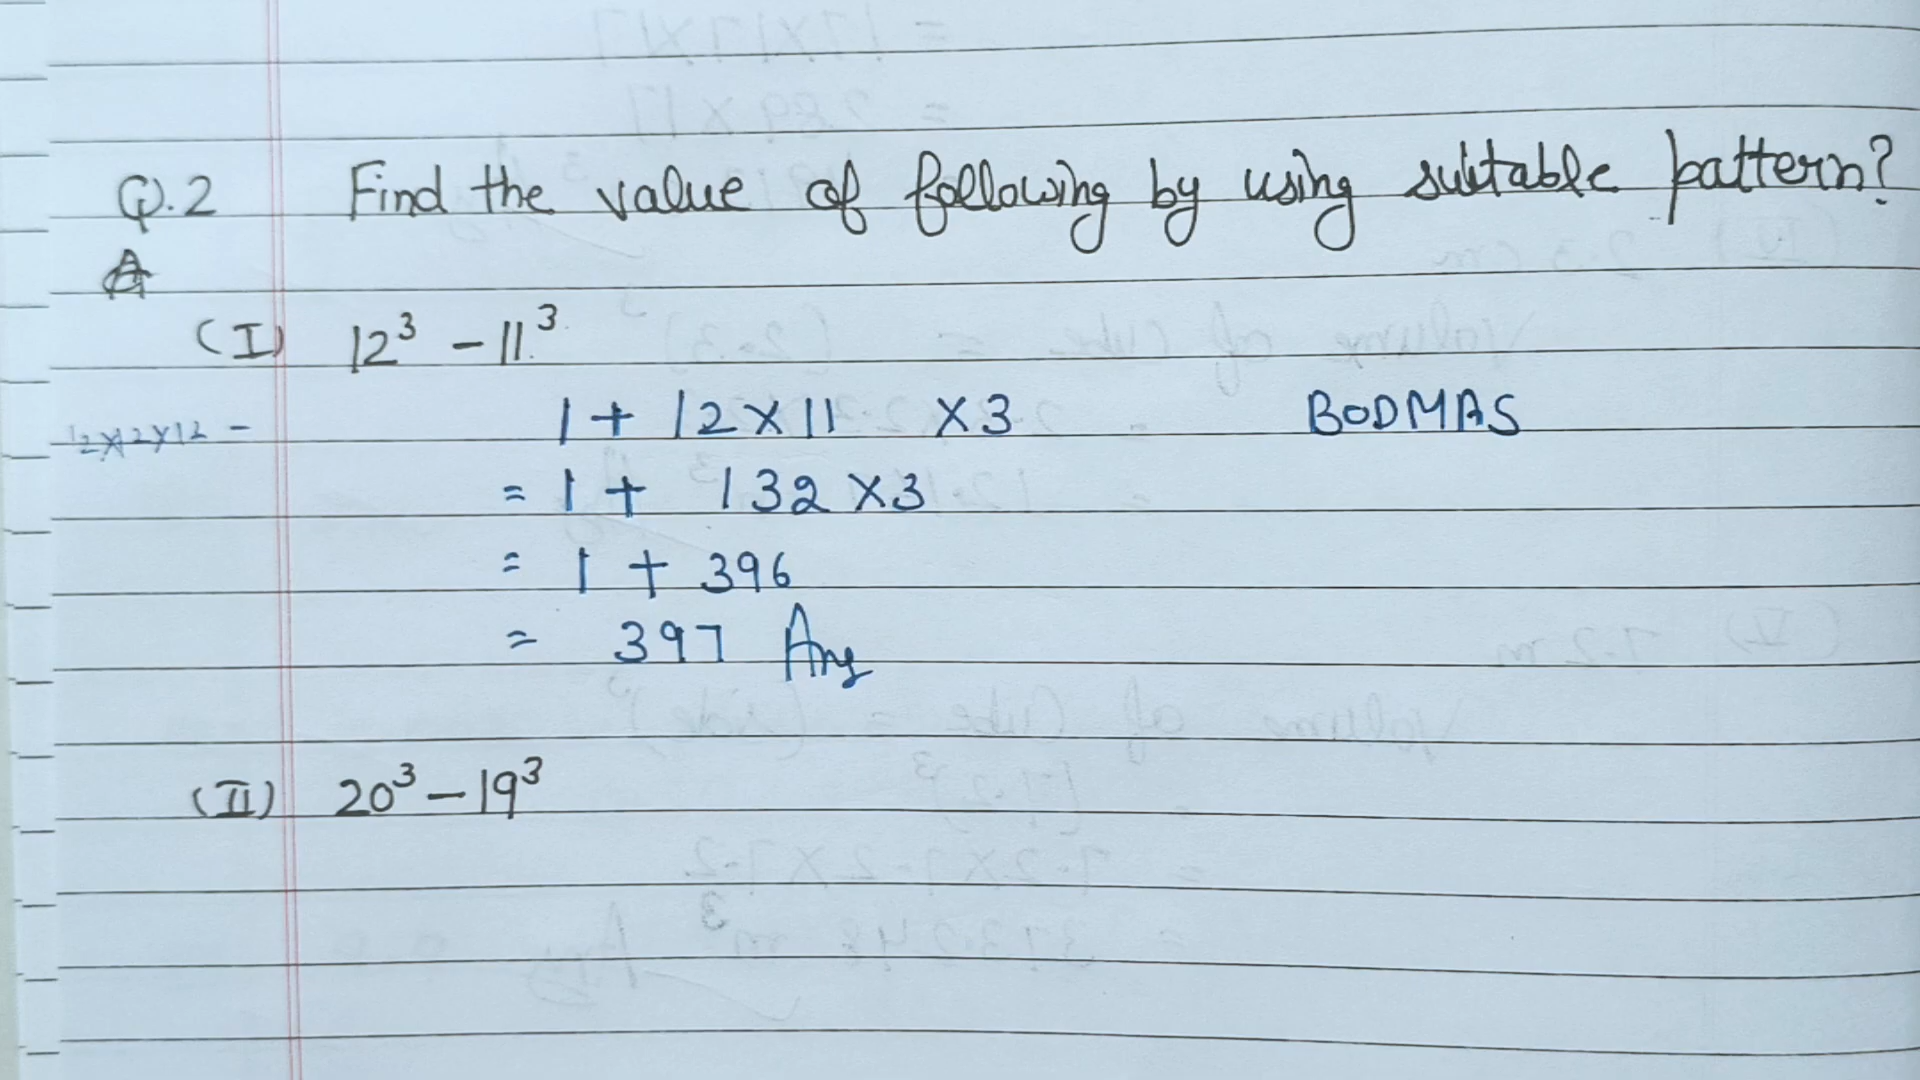 Q.2 Find the value of following by using suitable pattern?
A
(I) 12³ - 11³
12×12×12 - 1 + 12 × 11 × 3 BODMAS
= 1 + 132 × 3
= 1 + 396
= 397 Ans
(II) 20³ - 19³